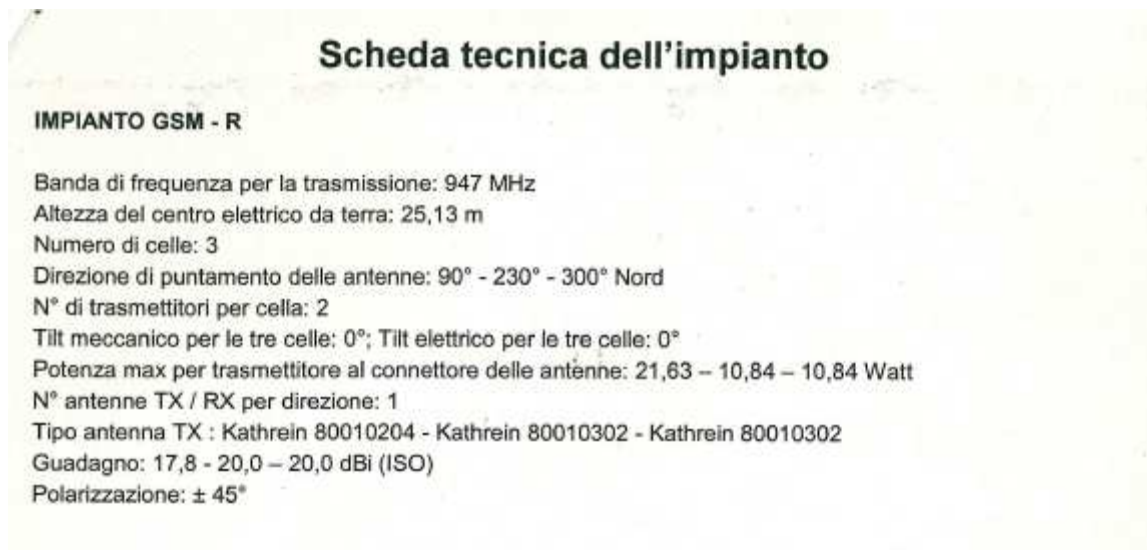 Scheda tecnica dell'impianto
IMPIANTO GSM - R
Banda di frequenza per la trasmissione: 947 MHz
Altezza del centro elettrico da terra: 25,13 m
Numero di celle: 3
Direzione di puntamento delle antenne: 90° - 230° - 300° Nord
N° di trasmettitori per cella: 2
Tilt meccanico per le tre celle: 0°; Tilt elettrico per le tre celle: 0°
Potenza max per trasmettitore al connettore delle antenne: 21,63 – 10,84 – 10,84 Watt
N° antenne TX / RX per direzione: 1
Tipo antenna TX : Kathrein 80010204 - Kathrein 80010302 - Kathrein 80010302
Guadagno: 17,8 - 20,0 – 20,0 dBi (ISO)
Polarizzazione: ± 45°